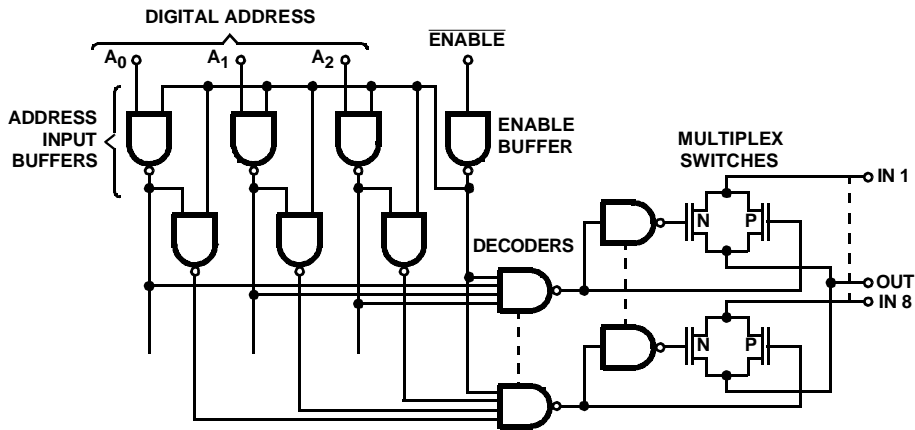 DIGITAL ADDRESS
A0
A1
A2
ENABLE
ADDRESS
INPUT
BUFFERS
ENABLE
BUFFER
MULTIPLEX
SWITCHES
IN 1
N
P
DECODERS
OUT
IN 8
N
P